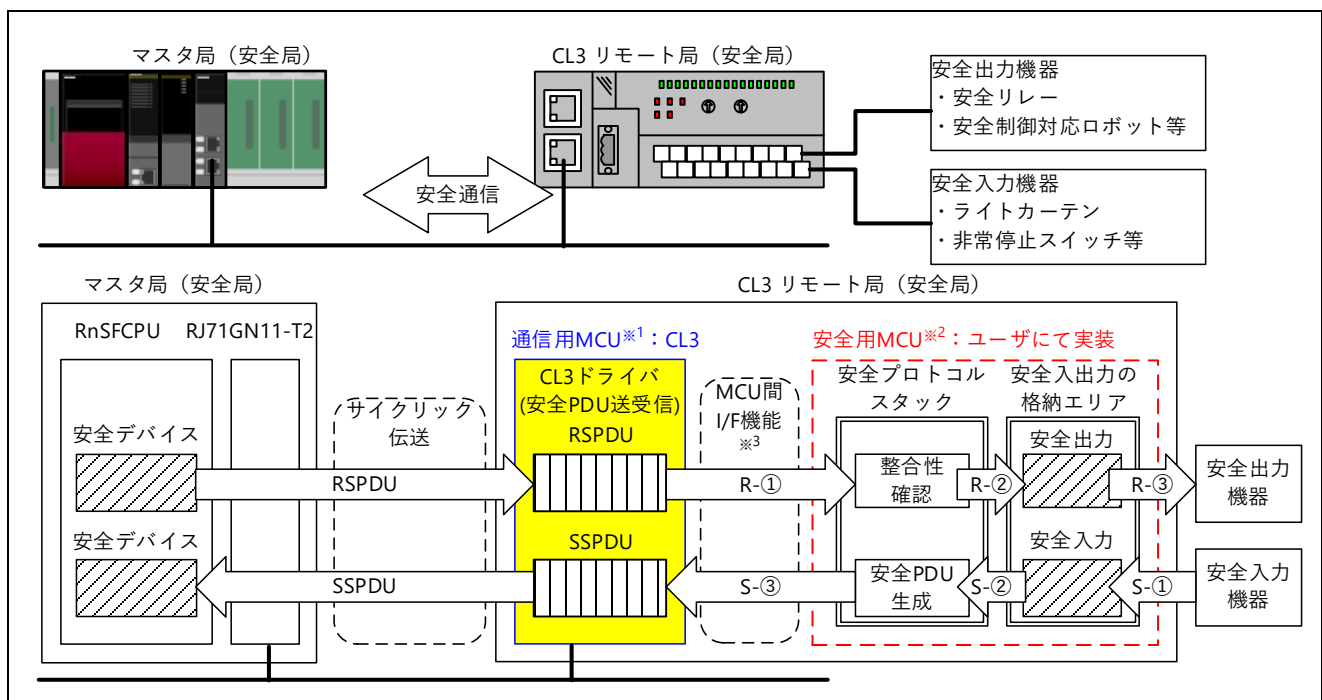 マスタ局（安全局）
CL3 リモート局（安全局）
安全出力機器
・安全リレー
・安全制御対応ロボット等
安全通信
安全入力機器
・ライトカーテン
・非常停止スイッチ等
マスタ局（安全局）
CL3 リモート局（安全局）
RnSFCPU
RJ71GN11-T2
通信用MCU※1：CL3
安全用MCU※2：ユーザにて実装
サイクリック
伝送
CL3ドライバ
(安全PDU送受信)
RSPDU
MCU間
I/F機能
※3
安全プロトコル
スタック
安全入出力の
格納エリア
安全デバイス
RSPDU
R-①
整合性
確認
R-②
安全出力
R-③
安全出力
機器
安全デバイス
SSPDU
SSPDU
S-③
安全PDU
生成
S-②
安全入力
S-①
安全入力
機器